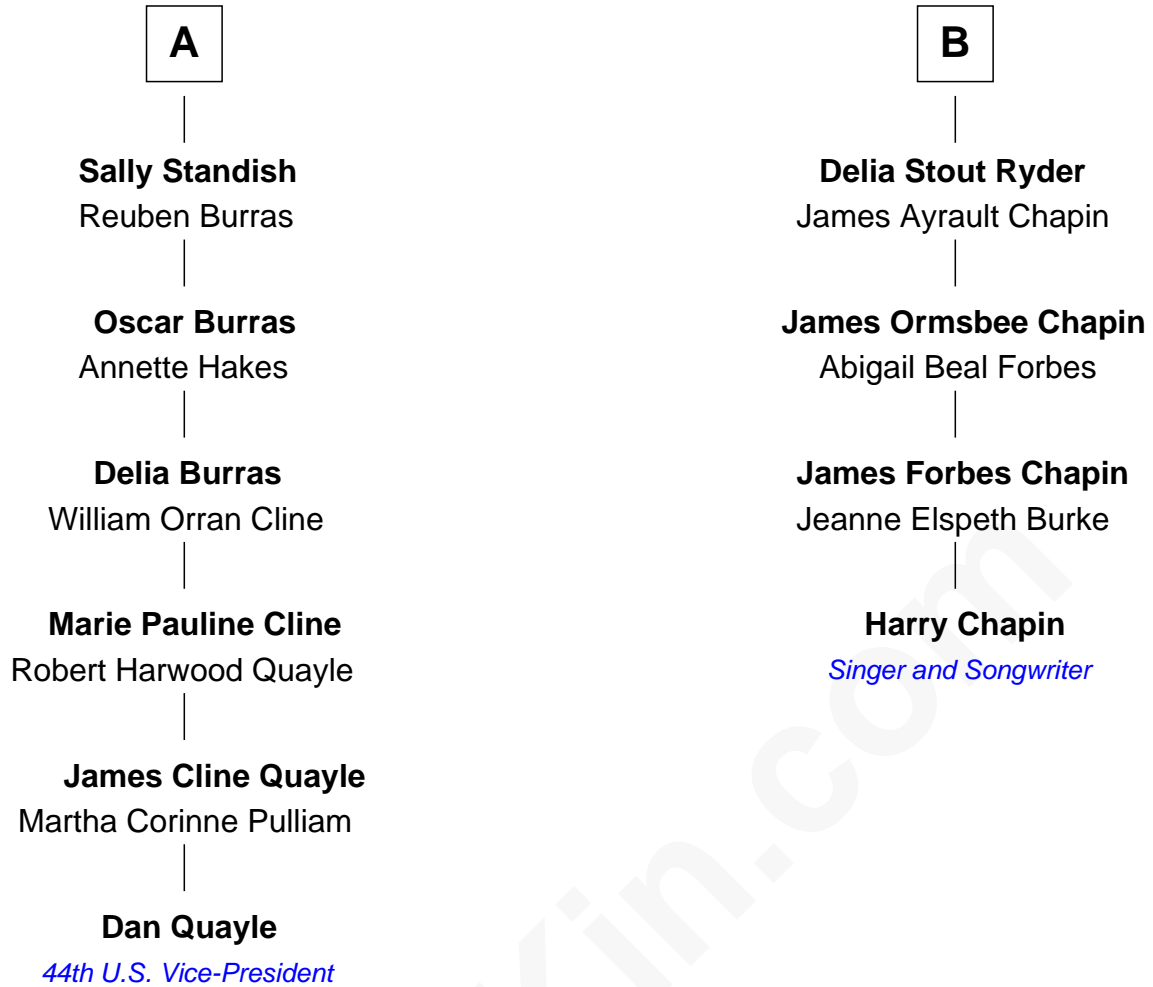 A
Sally Standish
Reuben Burras
Oscar Burras
Annette Hakes
Delia Burras
William Orran Cline
Marie Pauline Cline
Robert Harwood Quayle
James Cline Quayle
Martha Corinne Pulliam
Dan Quayle
44th U.S. Vice-President
B
Delia Stout Ryder
James Ayrault Chapin
James Ormsbee Chapin
Abigail Beal Forbes
James Forbes Chapin
Jeanne Elspeth Burke
Harry Chapin
Singer and Songwriter
Kin.com